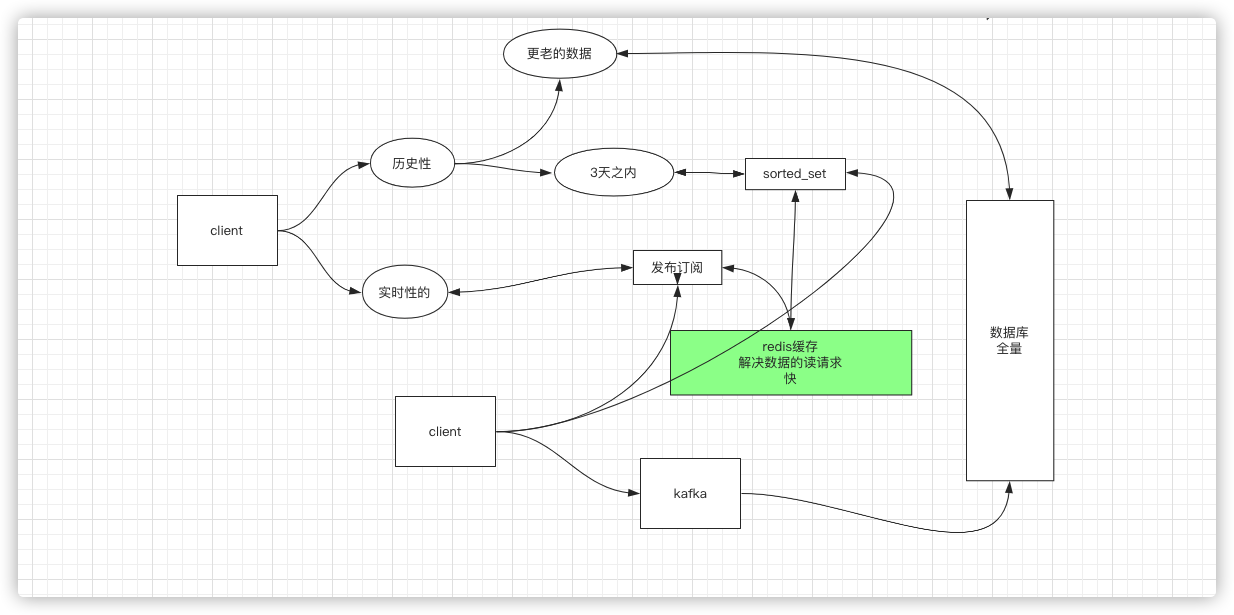 更老的数据
历史性
3天之内
sorted_set
client
发布订阅
实时性的
redis缓存
解决数据的读请求
快
数据库
全量
client
kafka